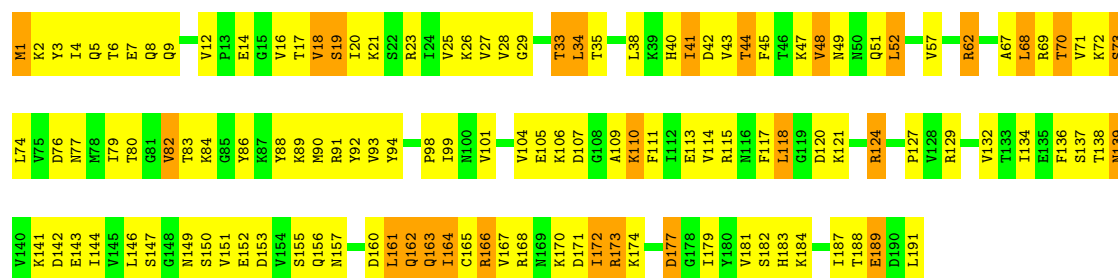 M1 K2 Y3 I4 Q5 T6 E7 Q8 Q9 V12 P13 E14 G15 V16 T17 V18 S19 I20 K21 S22 R23 I24 V25 K26 V27 V28 G29 T33 L34 T35 L38 K39 H40 I41 D42 V43 T44 F45 T46 K47 V48 N49 N50 Q51 L52 V57 R62 A67 L68 R69 T70 V71 K72 S73
L74 V75 D76 N77 M78 I79 T80 G81 V82 T83 K84 G85 Y86 K87 Y88 K89 M90 R91 Y92 V93 Y94 P98 I99 N100 V101 V104 E105 K106 D107 G108 A109 K110 F111 I112 E113 V114 R115 N116 F117 L118 G119 D120 K121 R124 P127 V128 R129 V132 T133 I134 E135 F136 S137 T138 N139
V140 K141 D142 E143 I144 V145 L146 S147 G148 N149 S150 V151 E152 D153 V154 S155 Q156 N157 D160 L161 Q162 Q163 I164 C165 R166 V167 R168 N169 K170 D171 I172 R173 K174 D177 G178 I179 Y180 V181 S182 H183 K184 I187 T188 E189 D190 L191